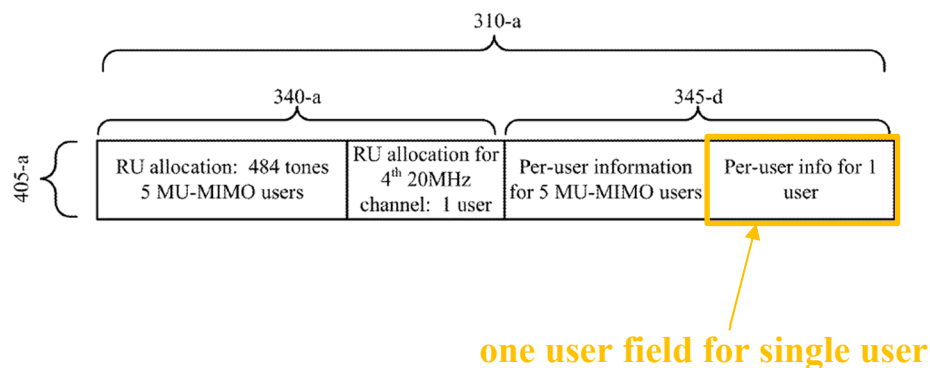 310-a
340-a
345-d
405-a
RU allocation: 484 tones
5 MU-MIMO users
RU allocation for
4th 20MHz
channel: 1 user
Per-user information
for 5 MU-MIMO users
Per-user info for 1
user
one user field for single user